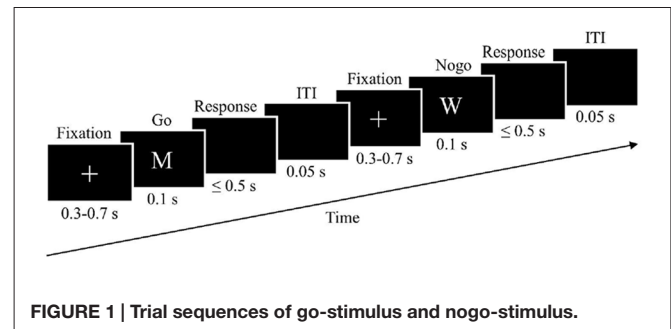 ITI
Response
Nogo
Fixation
ITI
Response
Go
Fixation
+
M
+
W
0.3-0.7 s
0.1 s
≤ 0.5 s
0.05 s
0.3-0.7 s
0.1 s
≤ 0.5 s
0.05 s
Time
FIGURE 1 | Trial sequences of go-stimulus and nogo-stimulus.